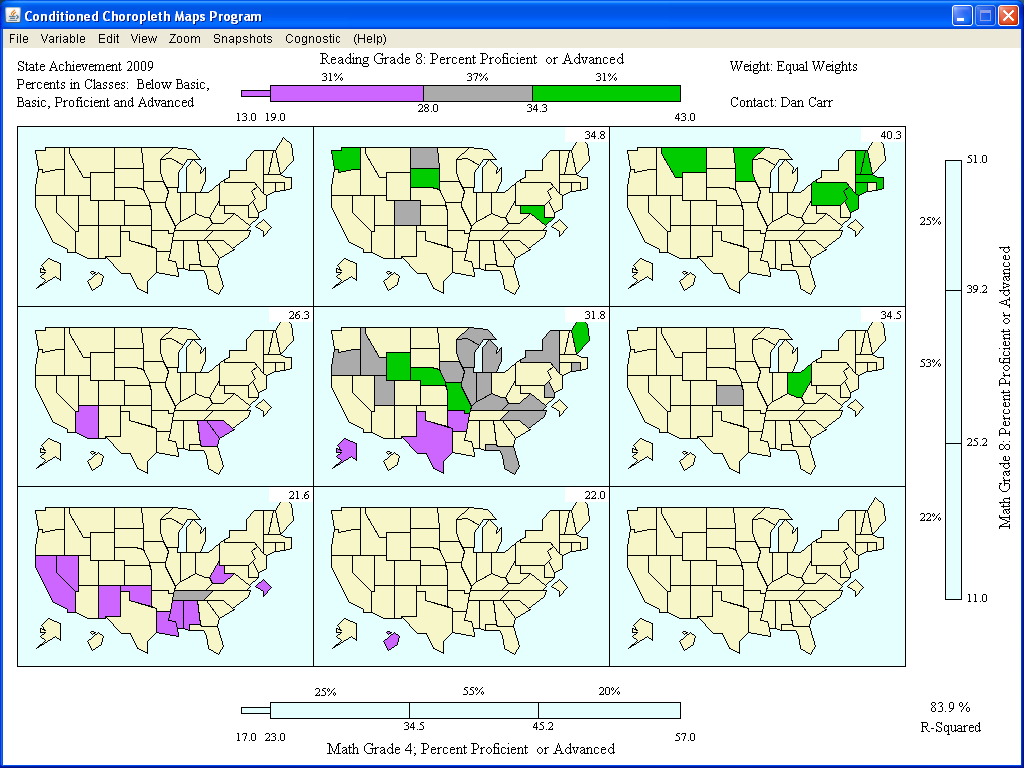 Conditioned Choropleth Maps Program
File Variable Edit View Zoom Snapshots Cognostic (Help)
State Achievement 2009
Percents in Classes: Below Basic,
Basic, Proficient and Advanced
Reading Grade 8: Percent Proficient or Advanced
31% 37% 31%
28.0 34.3
13.0 19.0 43.0
Weight: Equal Weights
Contact: Dan Carr
34.8 40.3
26.3 31.8 34.5
21.6 22.0
51.0
25%
39.2
53%
25.2
22%
11.0
Math Grade 8: Percent Proficient or Advanced
25% 55% 20%
34.5 45.2
17.0 23.0 57.0
Math Grade 4; Percent Proficient or Advanced
83.9 %
R-Squared